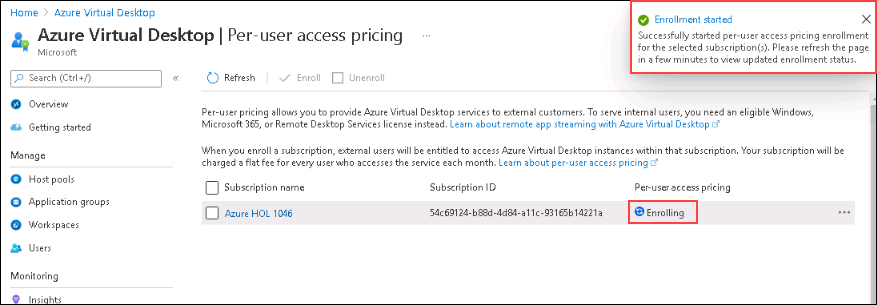 Home > Azure Virtual Desktop
Azure Virtual Desktop | Per-user access pricing ...
Microsoft
Enrollment started
Successfully started per-user access pricing enrollment
for the selected subscription(s). Please refresh the page
in a few minutes to view updated enrollment status.
Search (Ctrl+/)
«
Overview
Getting started
Manage
Host pools
Application groups
Workspaces
Users
Monitoring
Insights
Refresh
Enroll
Unenroll
Per-user pricing allows you to provide Azure Virtual Desktop services to external customers. To serve internal users, you need an eligible Windows,
Microsoft 365, or Remote Desktop Services license instead. Learn about remote app streaming with Azure Virtual Desktop
When you enroll a subscription, external users will be entitled to access Azure Virtual Desktop instances within that subscription. Your subscription will be
charged a flat fee for every user who accesses the service each month. Learn about per-user access pricing
Subscription name Subscription ID Per-user access pricing
Azure HOL 1046 54c69124-b88d-4d84-a11c-93165b14221a Enrolling ...